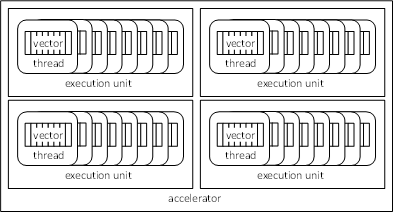 vector
thread
execution unit
vector
thread
execution unit
vector
thread
execution unit
vector
thread
execution unit
accelerator